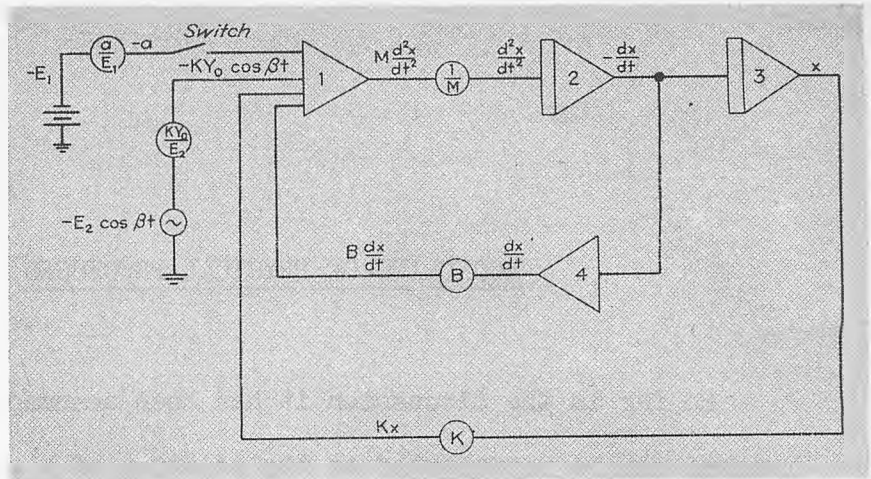 Switch
a/E₁
-a
-E₁
-KY₀ cos βt
KY₀/E₂
-E₂ cos βt
1
M d²x/dt²
1/M
d²x/dt²
2
-dx/dt
3
x
B dx/dt
B
dx/dt
4
Kx
K